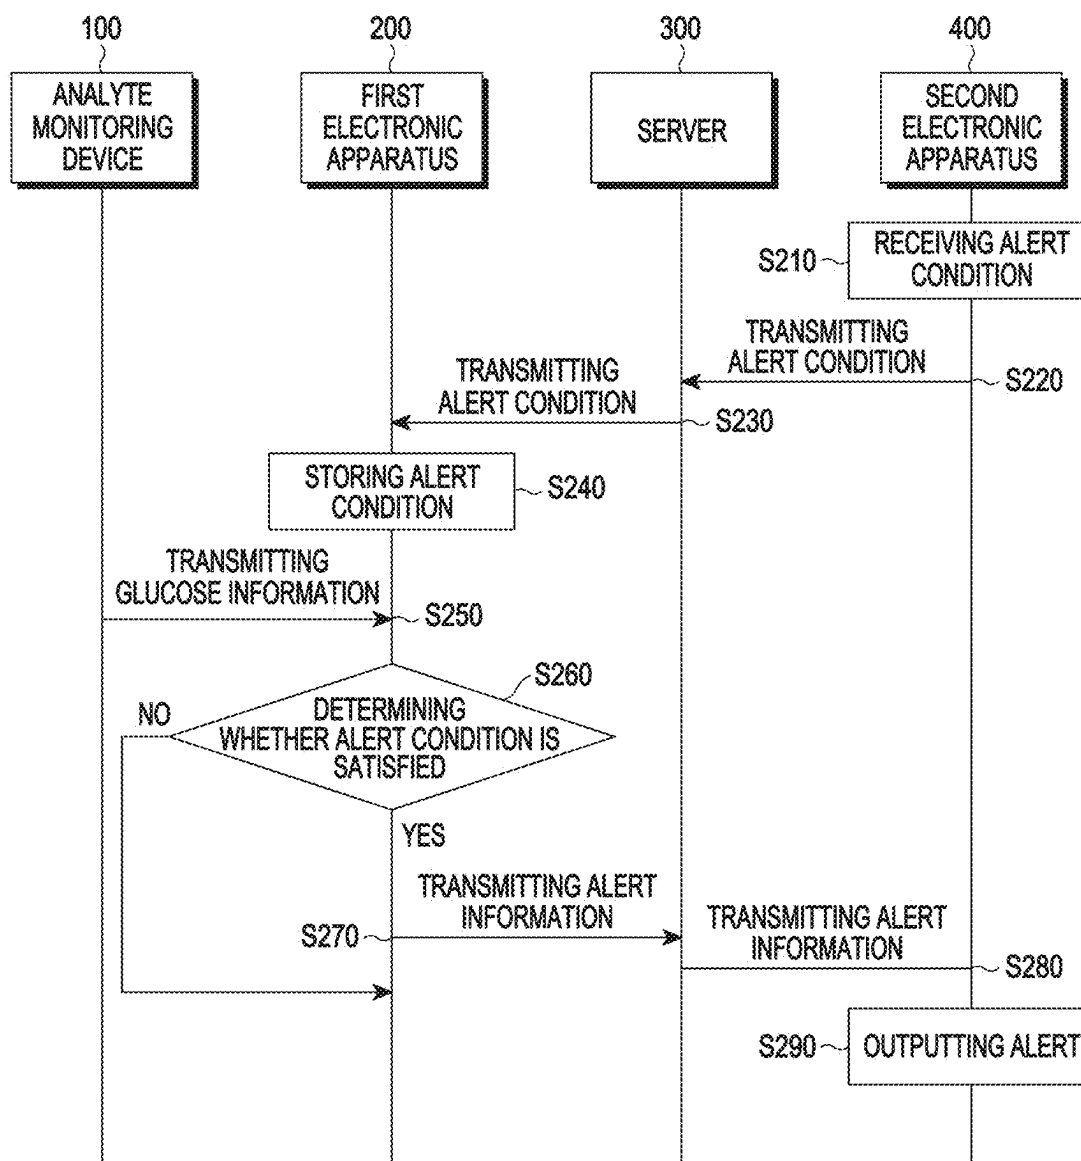 100
200
300
400
ANALYTE
MONITORING
DEVICE
FIRST
ELECTRONIC
APPARATUS
SERVER
SECOND
ELECTRONIC
APPARATUS
S210
RECEIVING ALERT
CONDITION
TRANSMITTING
ALERT CONDITION
S220
TRANSMITTING
ALERT CONDITION
S230
STORING ALERT
CONDITION
S240
TRANSMITTING
GLUCOSE INFORMATION
S250
S260
NO
DETERMINING
WHETHER ALERT CONDITION IS
SATISFIED
YES
TRANSMITTING ALERT
INFORMATION
S270
TRANSMITTING ALERT
INFORMATION
S280
S290
OUTPUTTING ALERT